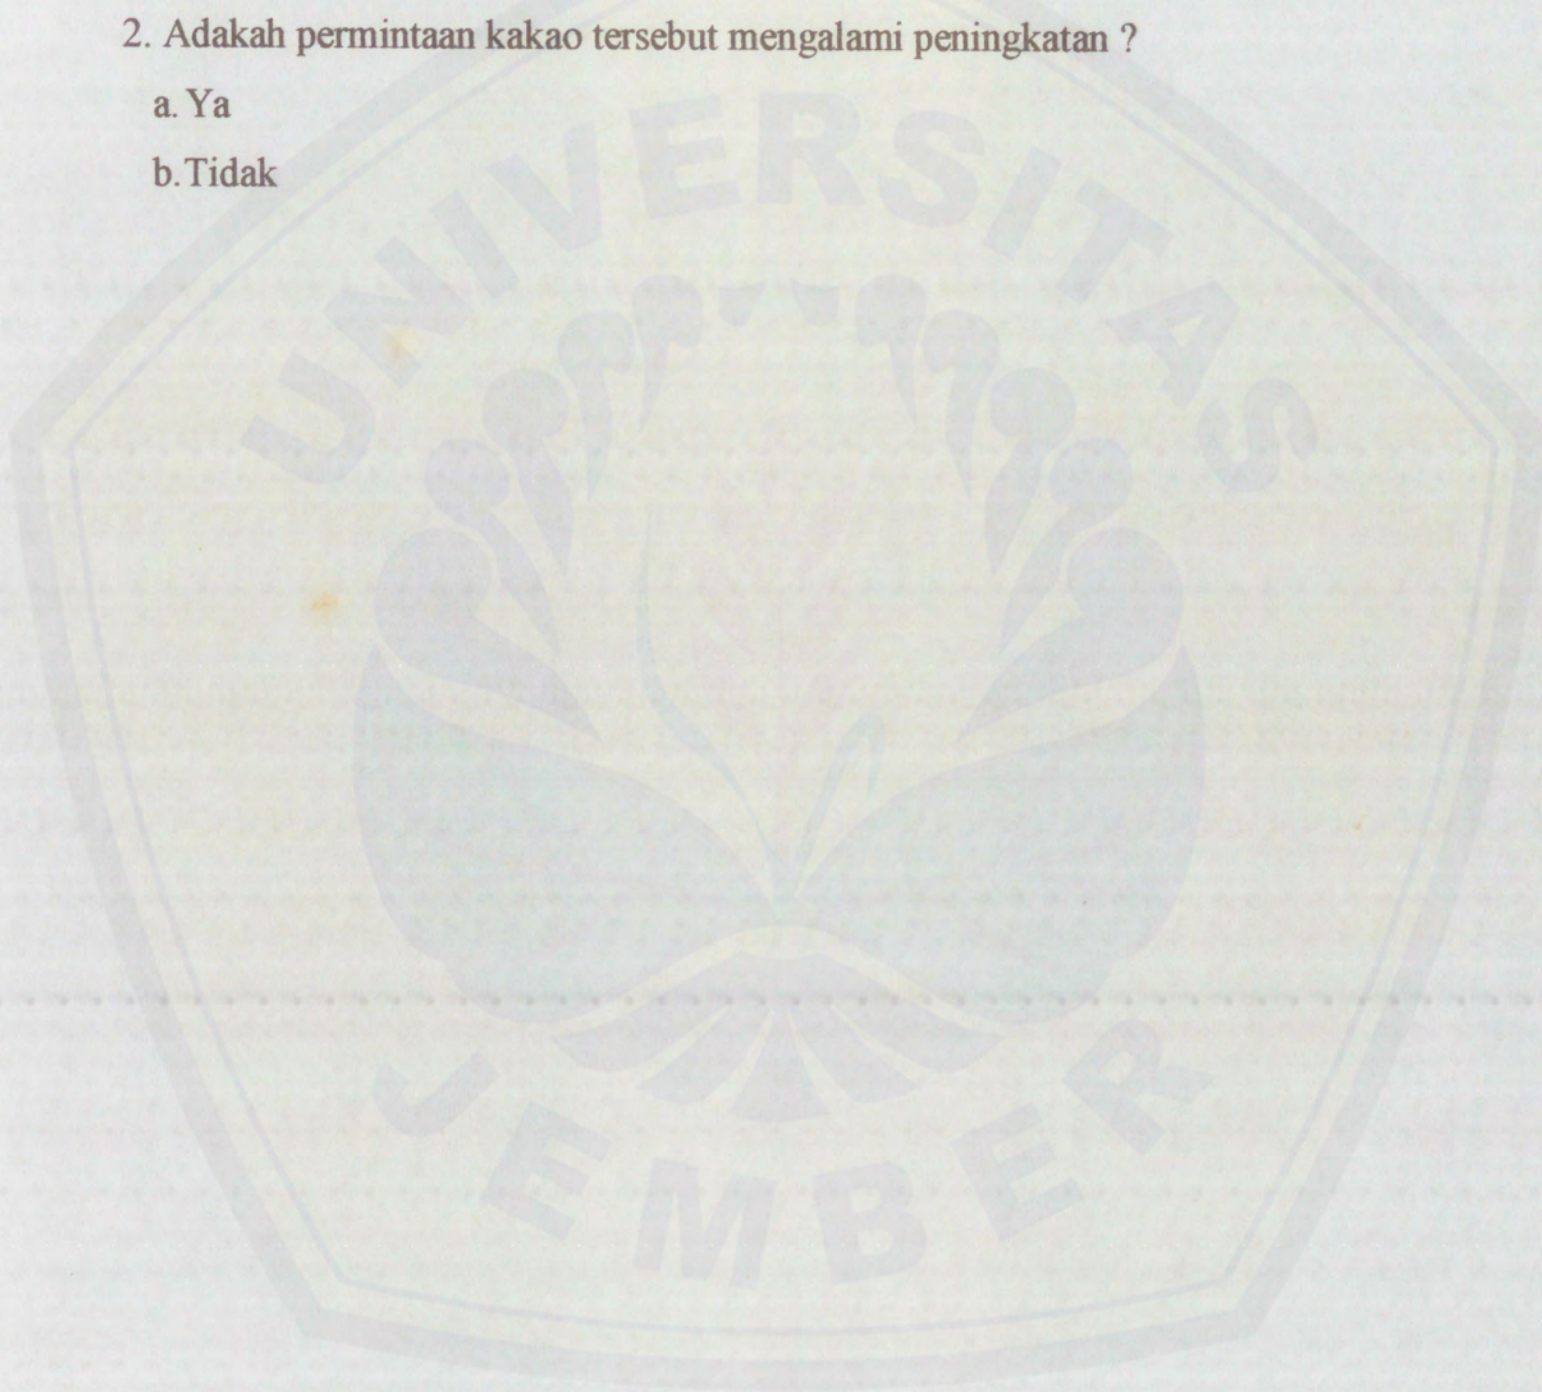 2. Adakah permintaan kakao tersebut mengalami peningkatan ?
a. Ya
b. Tidak
UNIVERSITAS
JEMBER